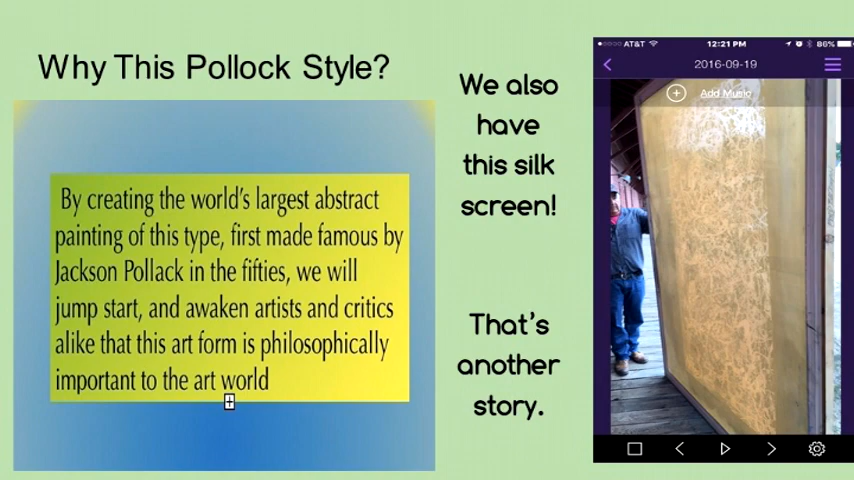 Why This Pollock Style?
By creating the world's largest abstract
painting of this type, first made famous by
Jackson Pollack in the fifties, we will
jump start, and awaken artists and critics
alike that this art form is philosophically
important to the art world
We also
have
this silk
screen!
That's
another
story.
AT&T 12:21 PM 86%
2016-09-19
Add Music